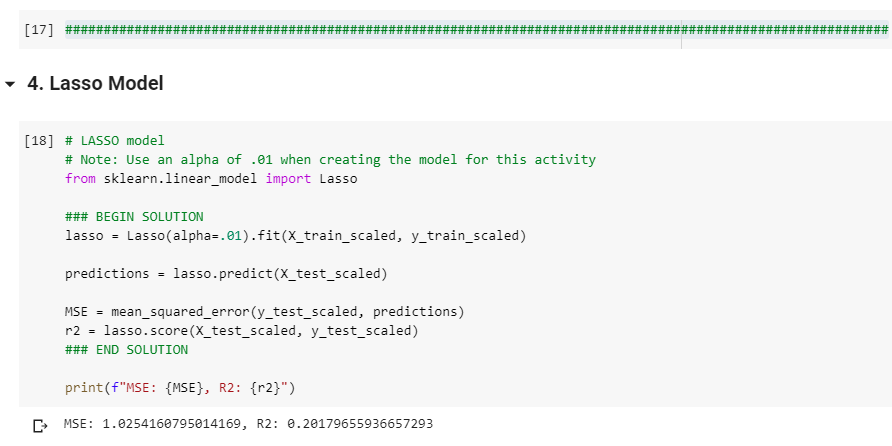 [17] ###########################################################################################################
4. Lasso Model
[18] # LASSO model
# Note: Use an alpha of .01 when creating the model for this activity
from sklearn.linear_model import Lasso
### BEGIN SOLUTION
lasso = Lasso(alpha=.01).fit(X_train_scaled, y_train_scaled)
predictions = lasso.predict(X_test_scaled)
MSE = mean_squared_error(y_test_scaled, predictions)
r2 = lasso.score(X_test_scaled, y_test_scaled)
### END SOLUTION
print(f"MSE: {MSE}, R2: {r2}")
MSE: 1.0254160795014169, R2: 0.20179655936657293